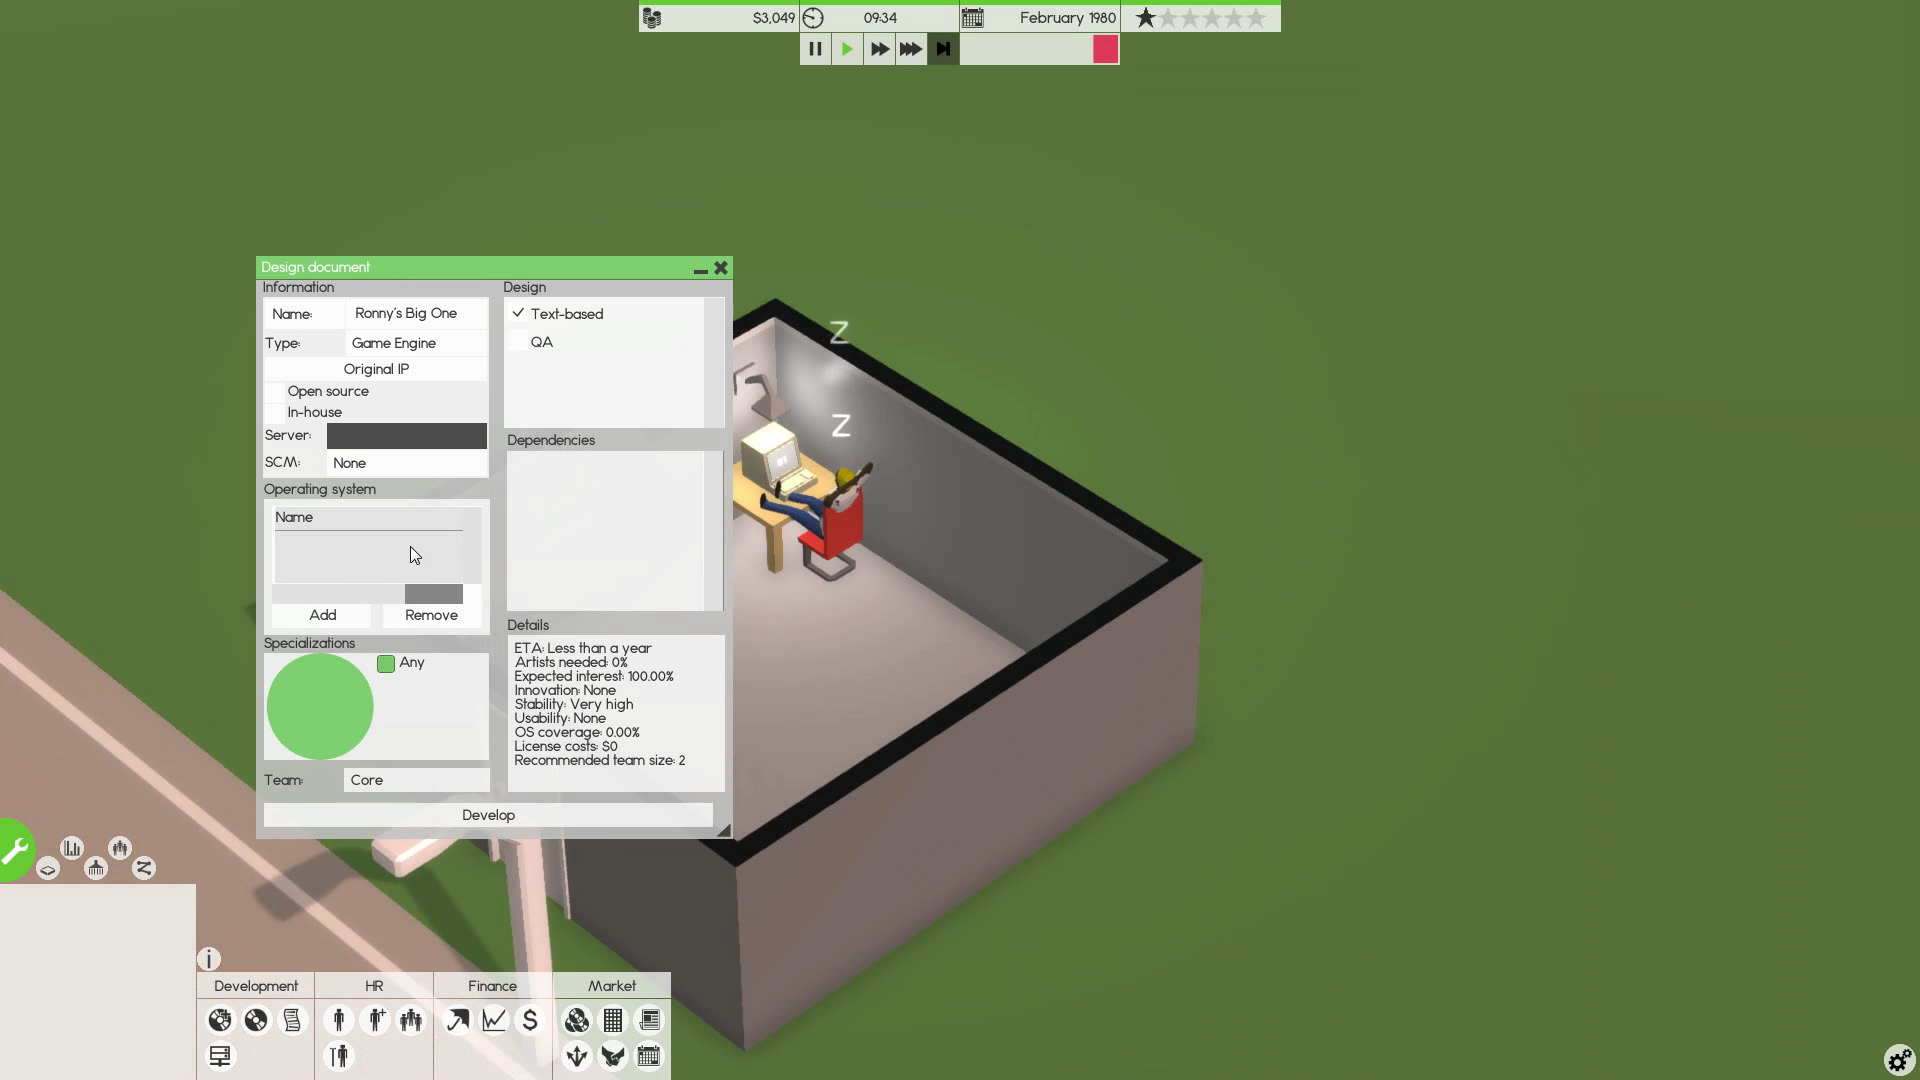 $3,049
09:34
February 1980
Design document
Information
Name:
Ronny's Big One
Type:
Game Engine
Original IP
Open source
In-house
Server:
SCM:
None
Operating system
Name
Add
Remove
Specializations
Any
Team:
Core
Design
Text-based
QA
Dependencies
Details
ETA: Less than a year
Artists needed: 0%
Expected interest: 100.00%
Innovation: None
Stability: Very high
Usability: None
OS coverage: 0.00%
License costs: $0
Recommended team size: 2
Develop
Z
Z
i
Development
HR
Finance
Market